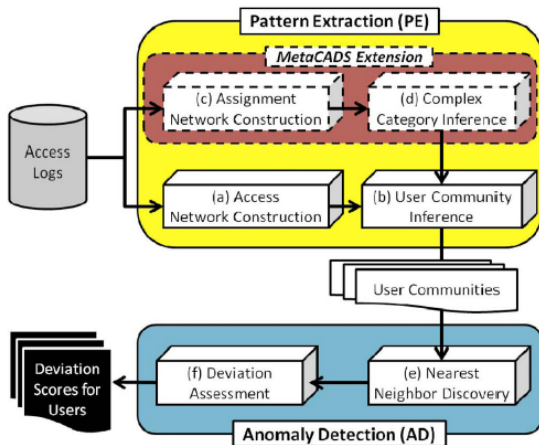 Pattern Extraction (PE)
MetaCADS Extension
(c) Assignment
Network Construction
(d) Complex
Category Inference
Access
Logs
(a) Access
Network Construction
(b) User Community
Inference
User Communities
Deviation
Scores for
Users
(f) Deviation
Assessment
(e) Nearest
Neighbor Discovery
Anomaly Detection (AD)